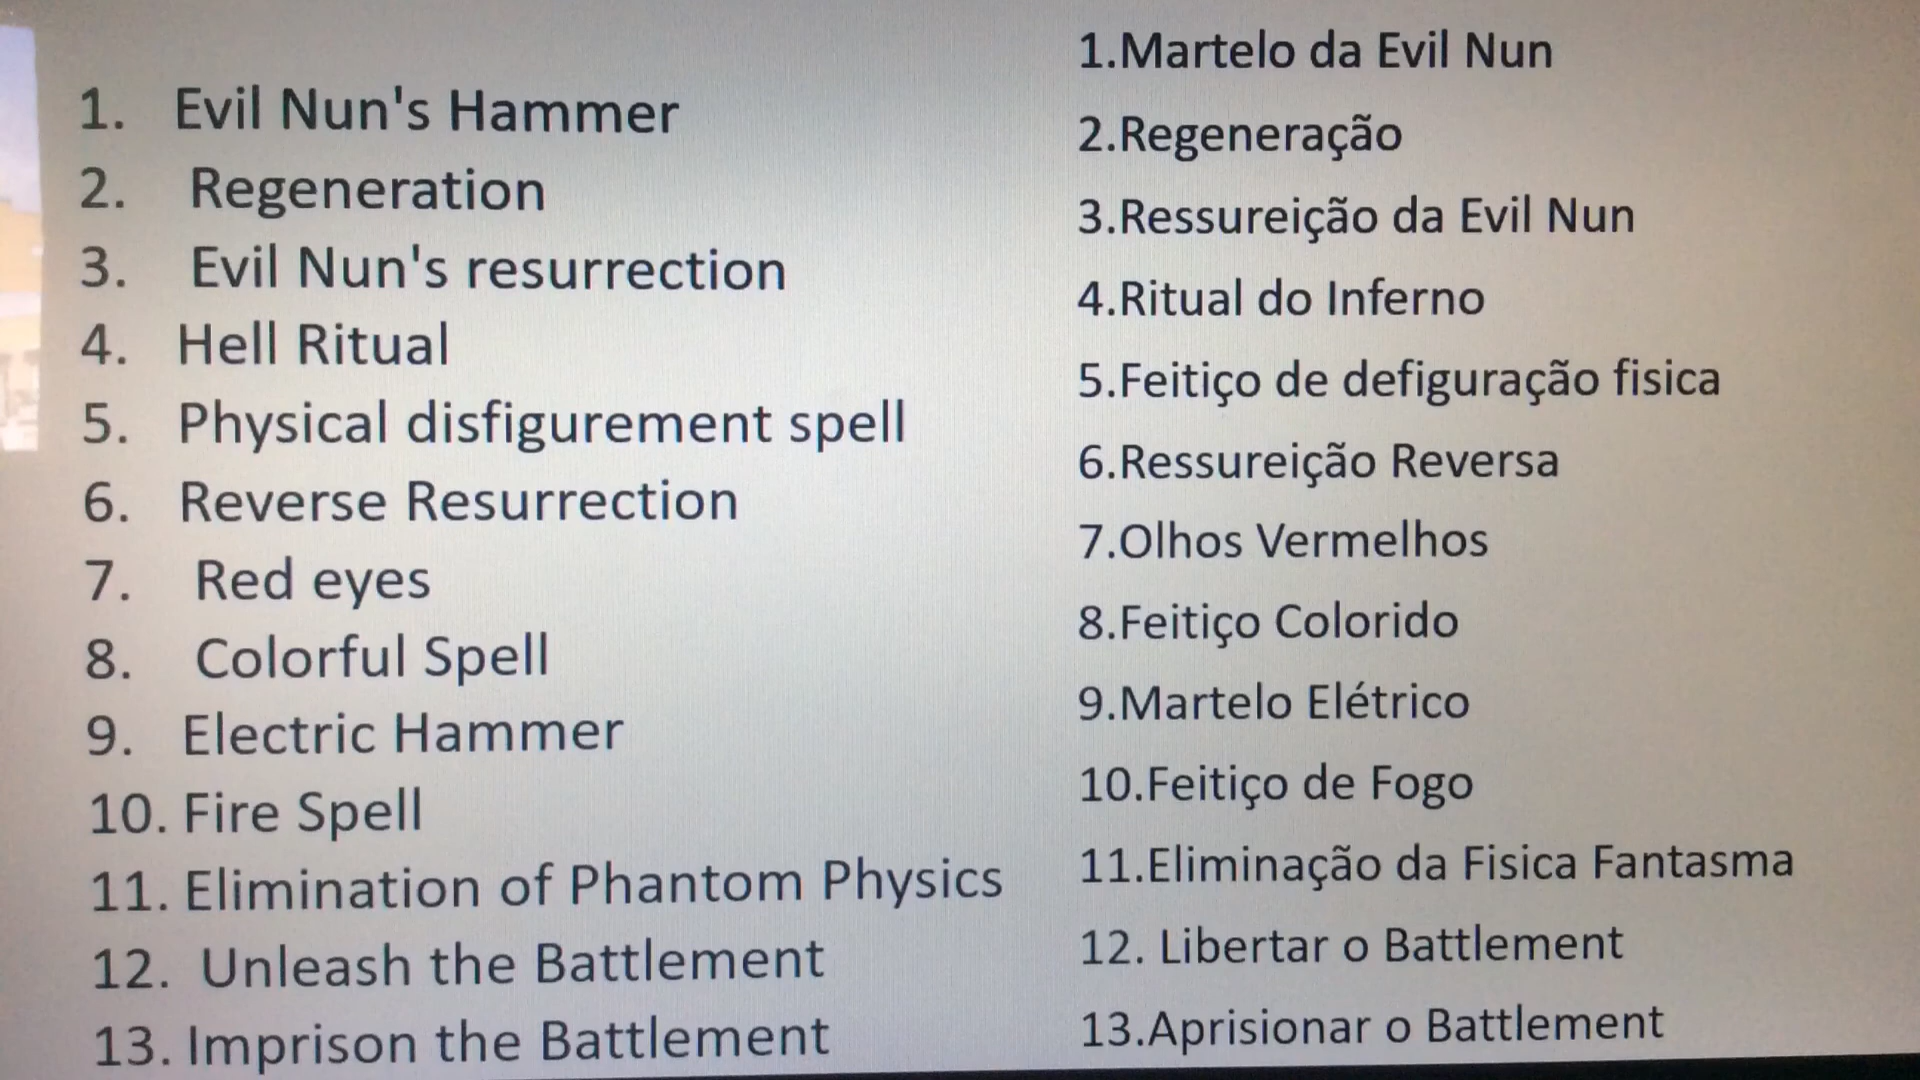 1. Evil Nun's Hammer
2. Regeneration
3. Evil Nun's resurrection
4. Hell Ritual
5. Physical disfigurement spell
6. Reverse Resurrection
7. Red eyes
8. Colorful Spell
9. Electric Hammer
10. Fire Spell
11. Elimination of Phantom Physics
12. Unleash the Battlement
13. Imprison the Battlement
1.Martelo da Evil Nun
2.Regeneração
3.Ressureição da Evil Nun
4.Ritual do Inferno
5.Feitiço de defiguração fisica
6.Ressureição Reversa
7.Olhos Vermelhos
8.Feitiço Colorido
9.Martelo Elétrico
10.Feitiço de Fogo
11.Eliminação da Fisica Fantasma
12. Libertar o Battlement
13.Aprisionar o Battlement